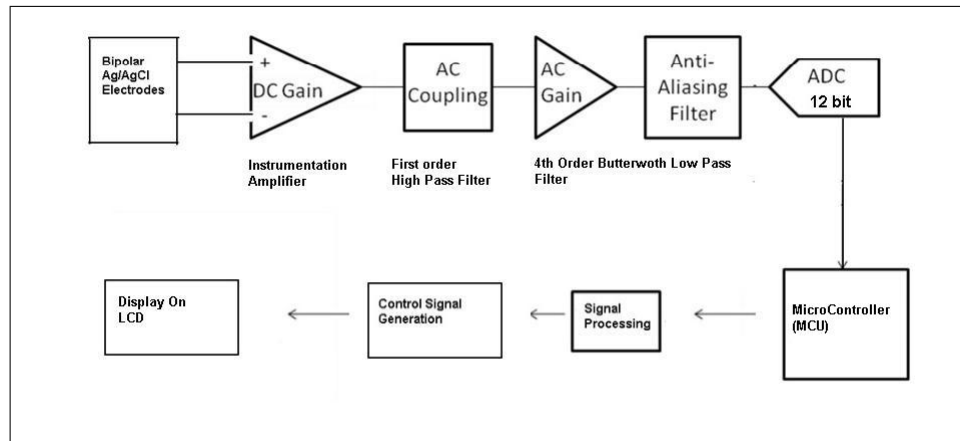 Bipolar
Ag/AgCl
Electrodes
+
DC Gain
-
AC
Coupling
AC
Gain
Anti-
Aliasing
Filter
ADC
12 bit
Instrumentation
Amplifier
First order
High Pass Filter
4th Order Butterwoth Low Pass
Filter
Display On
LCD
Control Signal
Generation
Signal
Processing
MicroController
(MCU)